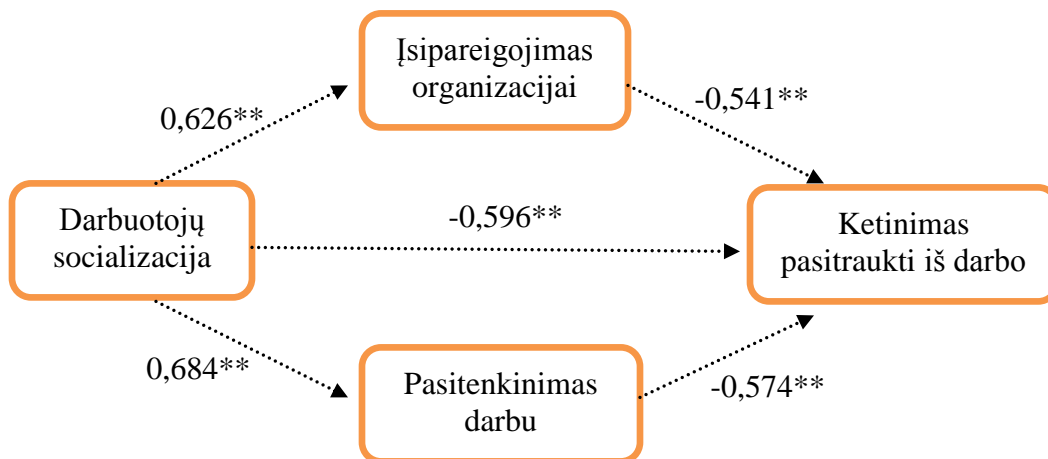 Įsipareigojimas
organizacijai
0,626**
-0,541**
Darbuotojų
socializacija
-0,596**
Ketinimas
pasitraukti iš darbo
0,684**
Pasitenkinimas
darbu
-0,574**